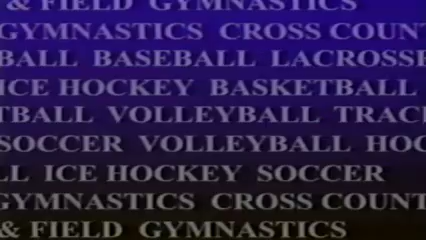 & FIELD GYMNASTICS
GYMNASTICS CROSS COUNT
BALL BASEBALL LACROSSE
ICE HOCKEY BASKETBALL
TBALL VOLLEYBALL TRAC
SOCCER VOLLEYBALL HOC
LL ICE HOCKEY SOCCER
GYMNASTICS CROSS COUNT
& FIELD GYMNASTICS